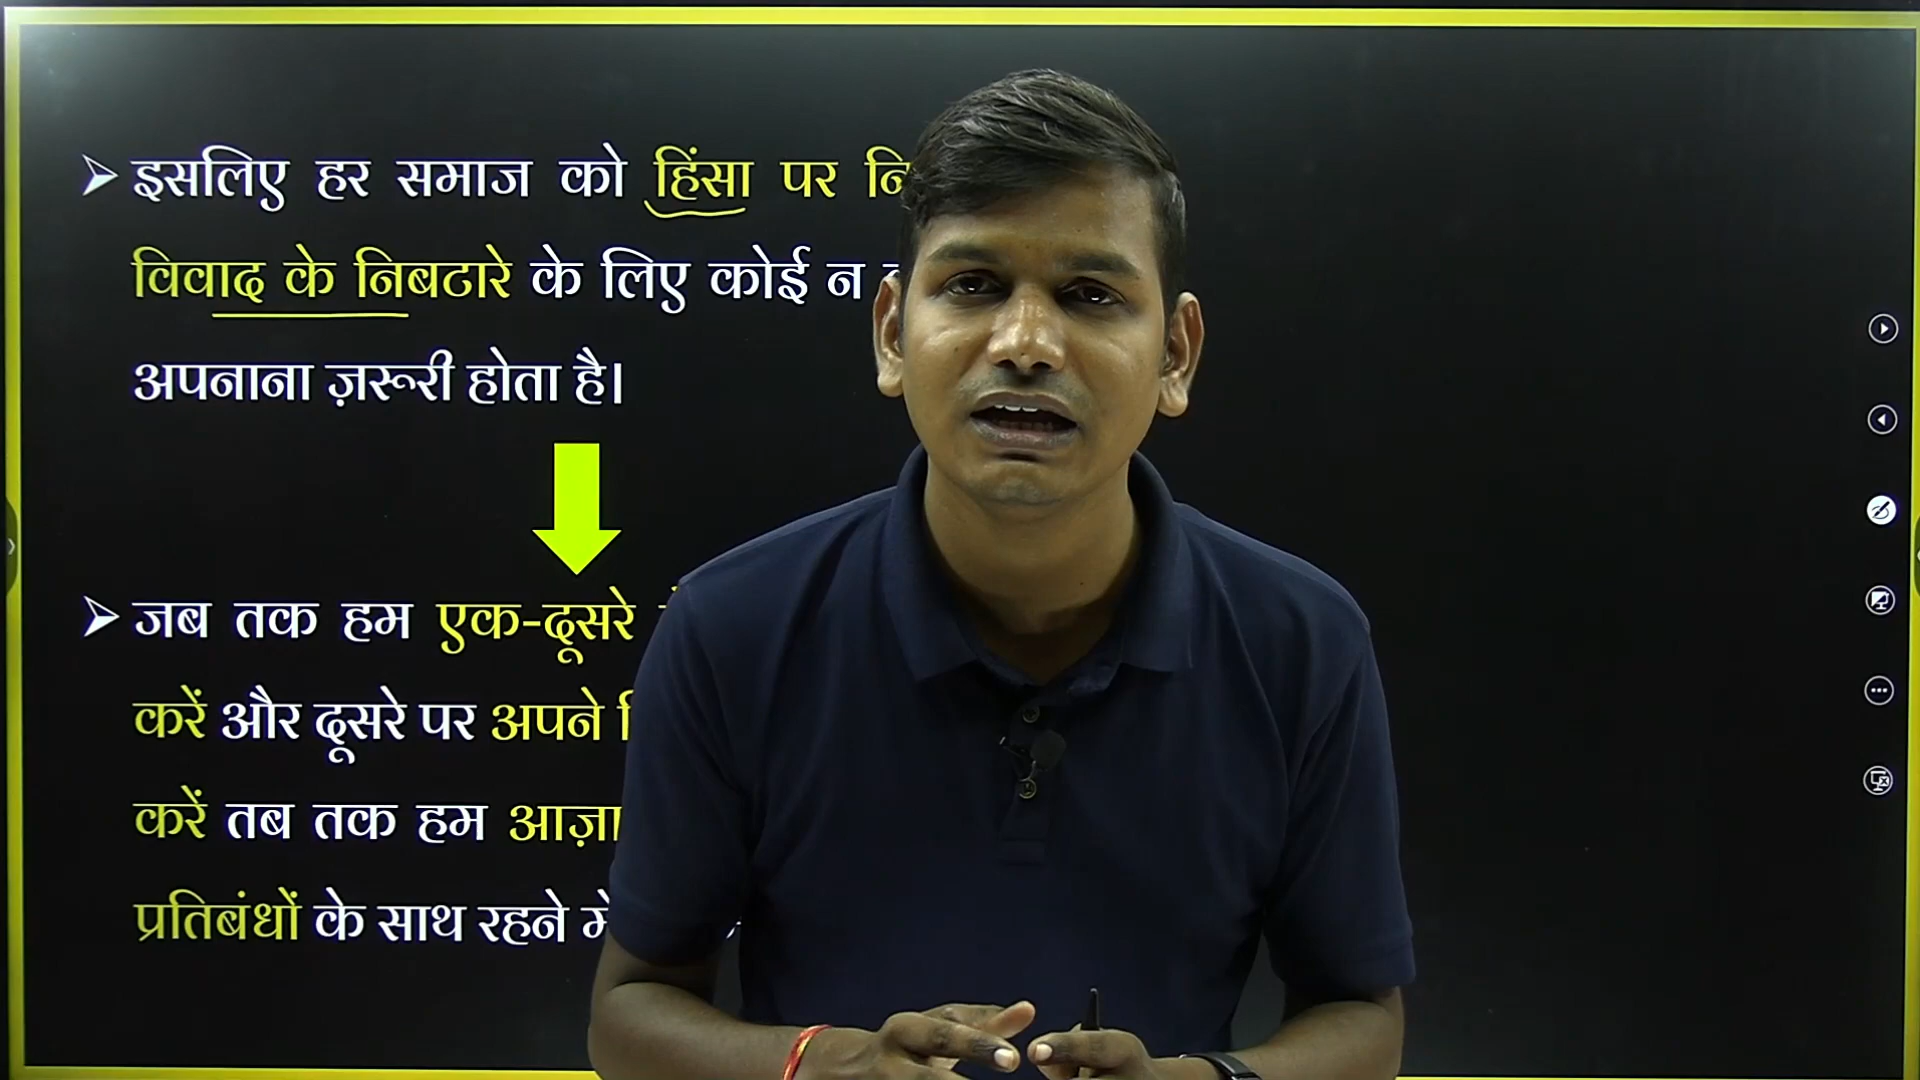 इसलिए हर समाज को हिंसा पर
विवाद के निबटारे के लिए कोई न
अपनाना ज़रूरी होता है।
जब तक हम एक-दूसरे
करें और दूसरे पर अपने
करें तब तक हम
प्रतिबंधों के साथ रहने